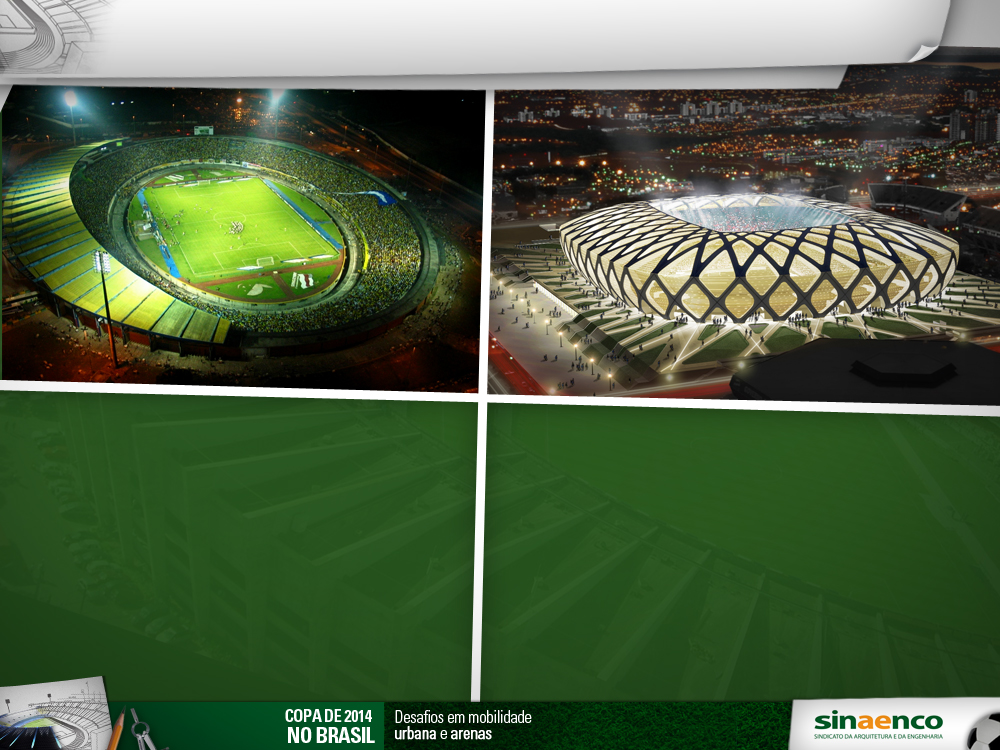 COPA DE 2014
NO BRASIL
Desafios em mobilidade
urbana e arenas
sinaenco
SINDICATO DA ARQUITETURA E DA ENGENHARIA